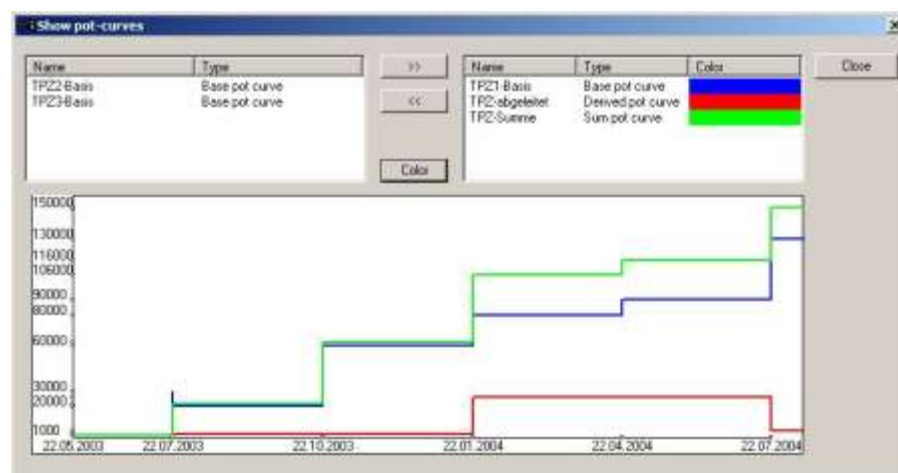 Show pot-curves
Name Type
TPZ2-Basis Base pot curve
TPZ3-Basis Base pot curve
>>
<<
Color
Name Type Color
TPZ1-Basis Base pot curve
TPZ-abgeleitet Derived pot curve
TPZ-Summe Sum pot curve
Close
150000
130000
116000
106000
90000
80000
60000
30000
20000
1000
22.05.2003 22.07.2003 22.10.2003 22.01.2004 22.04.2004 22.07.2004